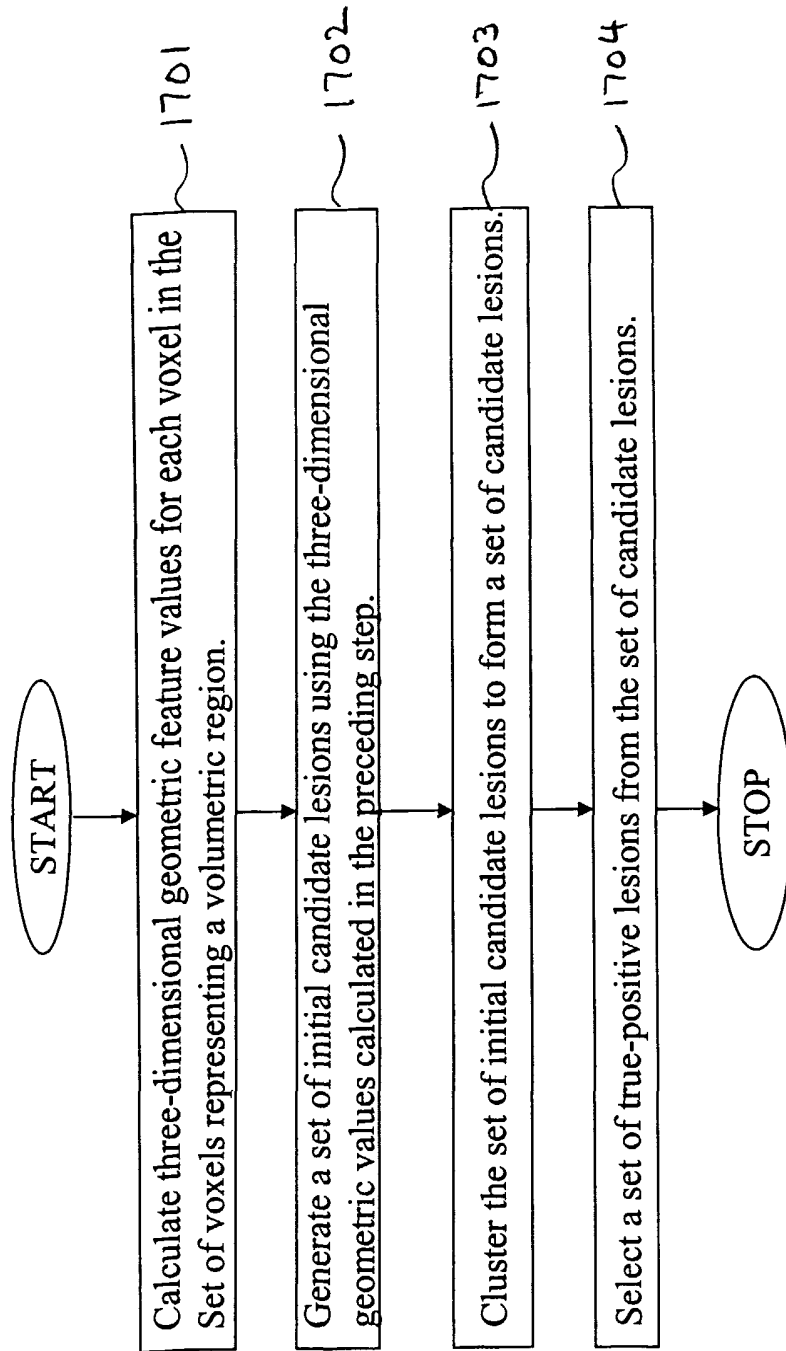 START
Calculate three-dimensional geometric feature values for each voxel in the
Set of voxels representing a volumetric region.
1701
Generate a set of initial candidate lesions using the three-dimensional
geometric values calculated in the preceding step.
1702
Cluster the set of initial candidate lesions to form a set of candidate lesions.
1703
Select a set of true-positive lesions from the set of candidate lesions.
1704
STOP